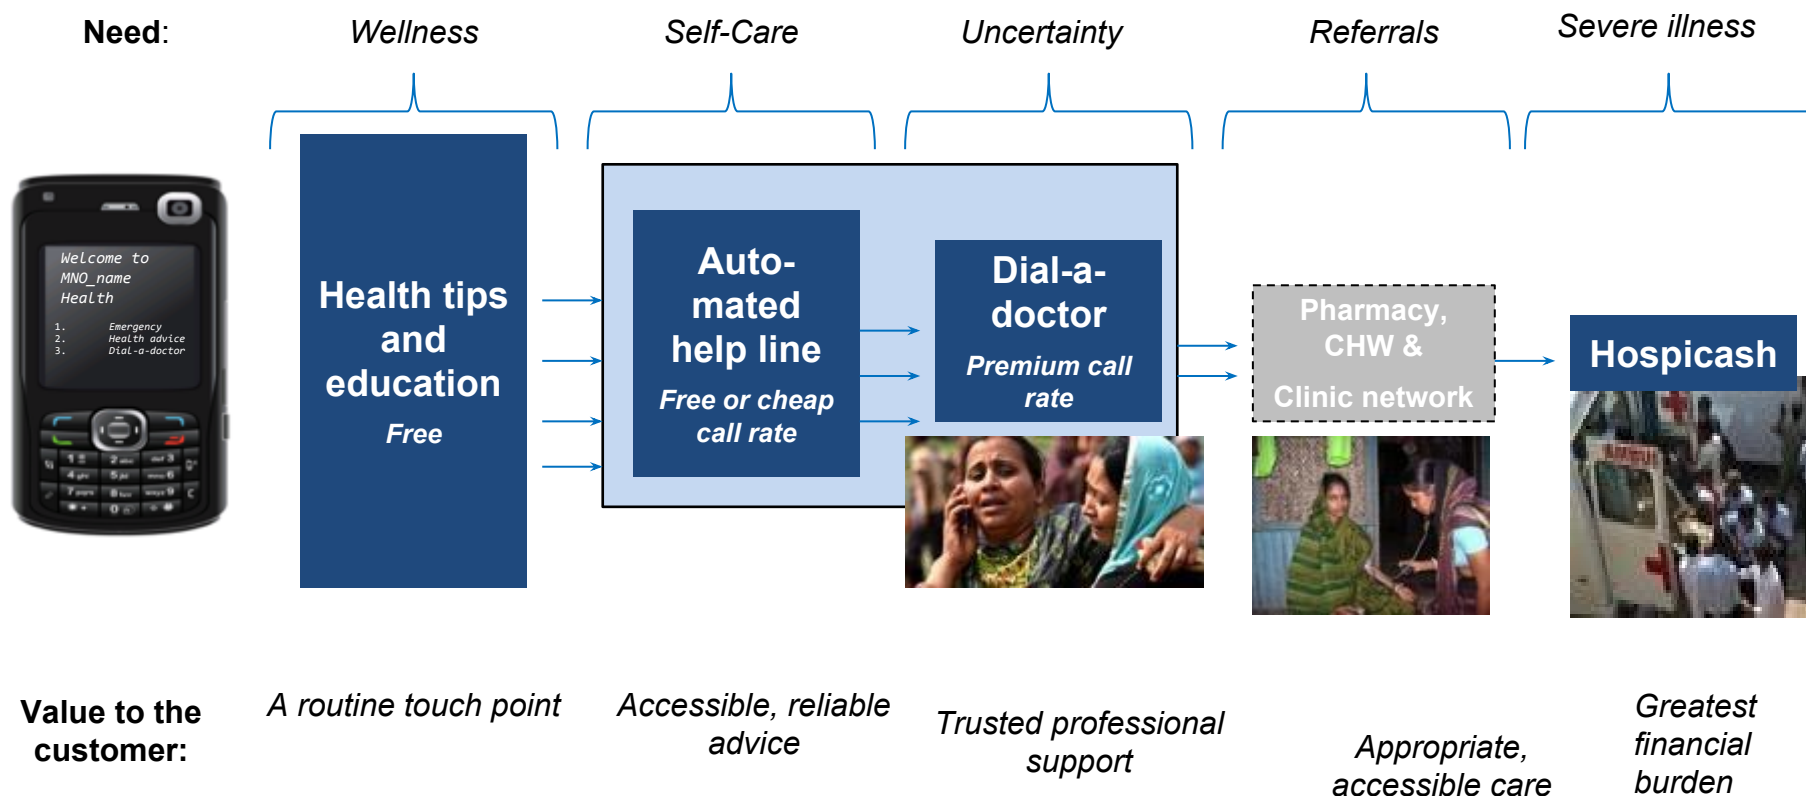 Need:
Wellness
Self-Care
Uncertainty
Referrals
Severe illness
Welcome to
MNO_name
Health
1. Emergency
2. Health advice
3. Dial-a-doctor
Health tips
and
education
Free
Auto-
mated
help line
Free or cheap
call rate
Dial-a-
doctor
Premium call
rate
Pharmacy,
CHW &
Clinic network
Hospicash
Value to the
customer:
A routine touch point
Accessible, reliable
advice
Trusted professional
support
Appropriate,
accessible care
Greatest
financial
burden